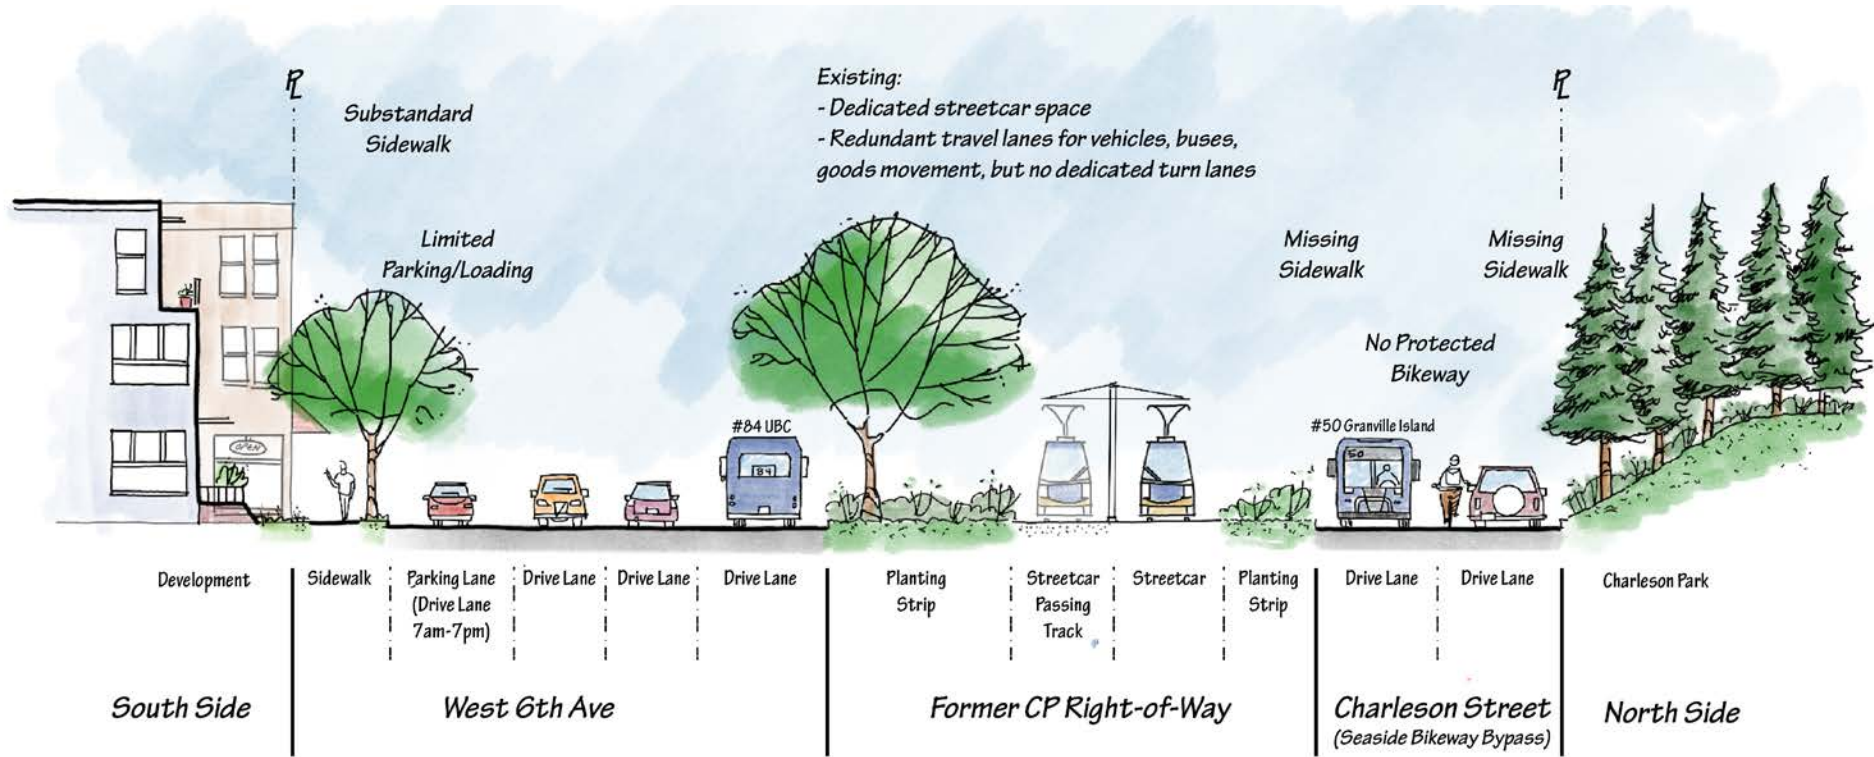 PL
PL
Substandard
Sidewalk
Existing:
- Dedicated streetcar space
- Redundant travel lanes for vehicles, buses,
goods movement, but no dedicated turn lanes
Limited
Parking/Loading
Missing
Sidewalk
Missing
Sidewalk
No Protected
Bikeway
#84 UBC
#50 Granville Island
OPEN
84
50
Development
Sidewalk
Parking Lane
(Drive Lane
7am-7pm)
Drive Lane
Drive Lane
Drive Lane
Planting
Strip
Streetcar
Passing
Track
Streetcar
Planting
Strip
Drive Lane
Drive Lane
Charleson Park
South Side
West 6th Ave
Former CP Right-of-Way
Charleson Street
(Seaside Bikeway Bypass)
North Side